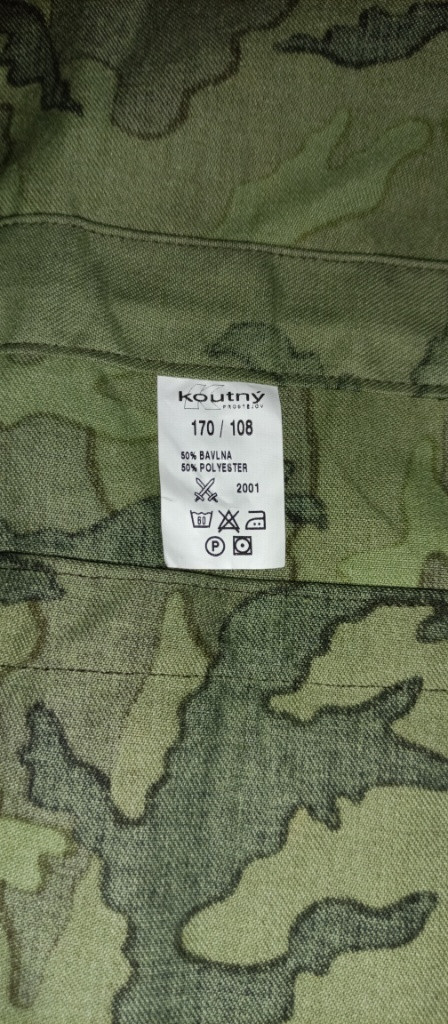 koutný
PROSTĚJOV
170 / 108
50% BAVLNA
50% POLYESTER
2001
60
P